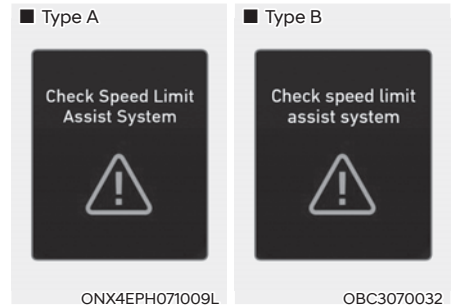 ■ Type A
Check Speed Limit
Assist System
ONX4EPH071009L
■ Type B
Check speed limit
assist system
OBC3070032